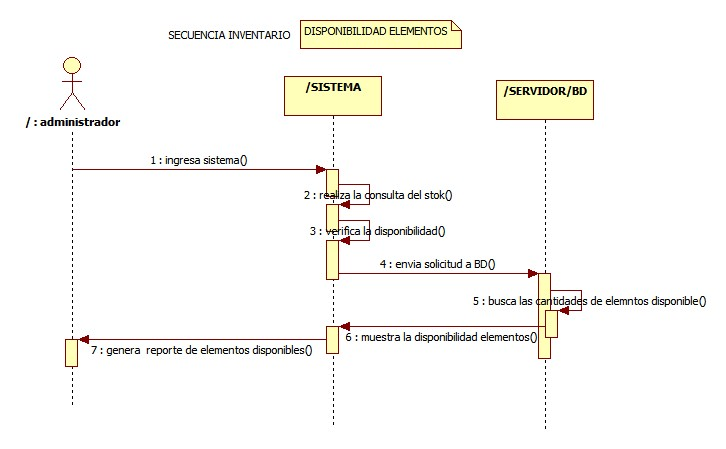 SECUENCIA INVENTARIO
DISPONIBILIDAD ELEMENTOS
/SISTEMA
/SERVIDOR/BD
/ : administrador
1 : ingresa sistema()
2 : realiza la consulta del stok()
3 : verifica la disponibilidad()
4 : envia solicitud a BD()
5 : busca las cantidades de elemntos disponible()
6 : muestra la disponibilidad elementos()
7 : genera  reporte de elementos disponibles()